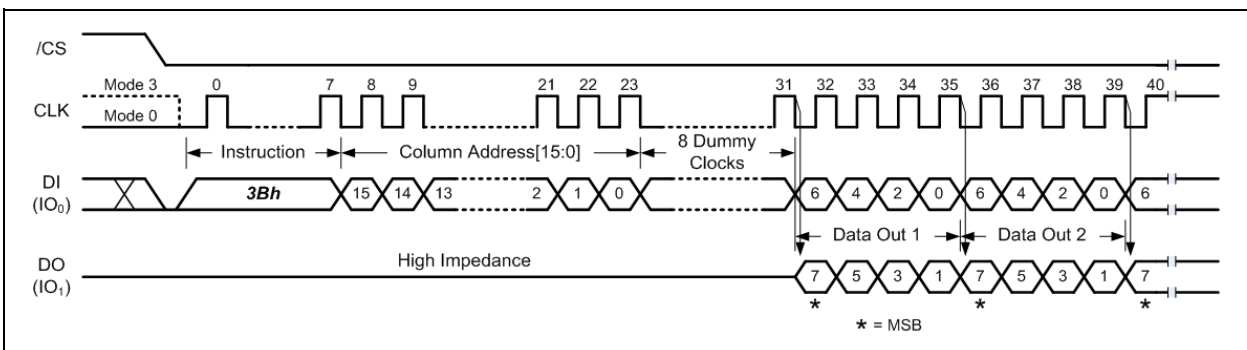 /CS
Mode 3 0 7 8 9 21 22 23 31 32 33 34 35 36 37 38 39 40
CLK
Mode 0
Instruction Column Address[15:0] 8 Dummy
Clocks
DI
(IO0)
3Bh 15 14 13 2 1 0 6 4 2 0 6 4 2 0 6
Data Out 1 Data Out 2
DO
(IO1)
High Impedance
7 5 3 1 7 5 3 1 7
* * *
* = MSB